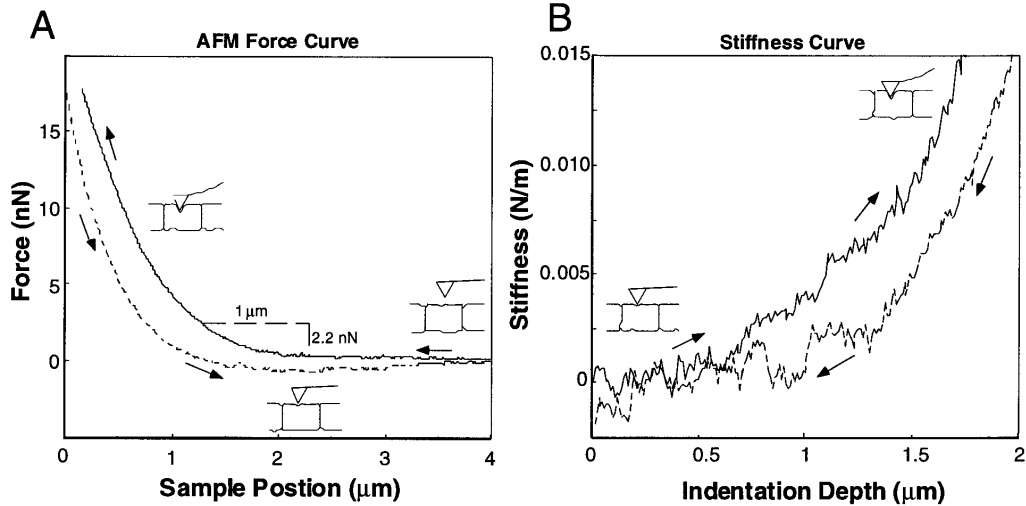 A
AFM Force Curve
Force (nN)
15
10
5
0
1 μm
2.2 nN
0
1
2
3
4
Sample Postion (μm)
B
Stiffness Curve
Stiffness (N/m)
0.015
0.010
0.005
0
0
0.5
1
1.5
2
Indentation Depth (μm)